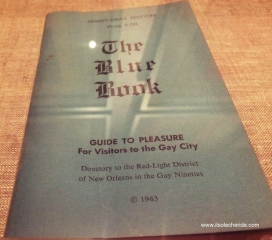 The
Blue
Book
GUIDE TO PLEASURE
For Visitors to the Gay City
Directory to the Red-Light District
of New Orleans in the Gay Nineties
© 1963
www.itsolecheride.com